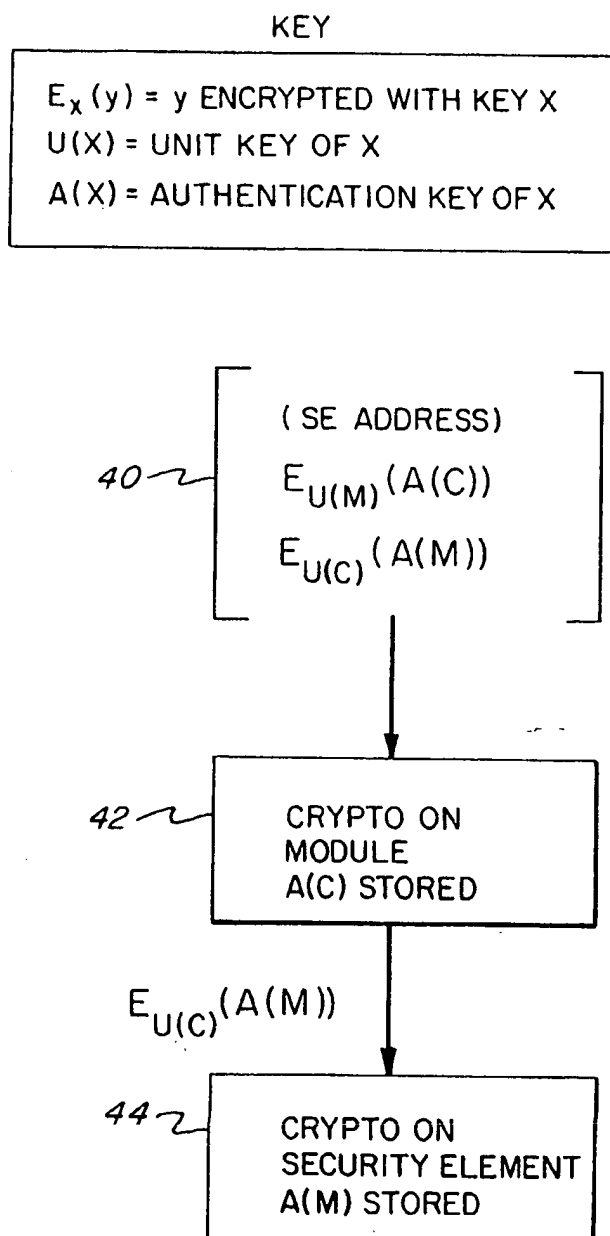 KEY
E_X(y) = y ENCRYPTED WITH KEY X
U(X) = UNIT KEY OF X
A(X) = AUTHENTICATION KEY OF X
(SE ADDRESS)
40
E_U(M)(A(C))
E_U(C)(A(M))
42
CRYPTO ON
MODULE
A(C) STORED
E_U(C)(A(M))
44
CRYPTO ON
SECURITY ELEMENT
A(M) STORED